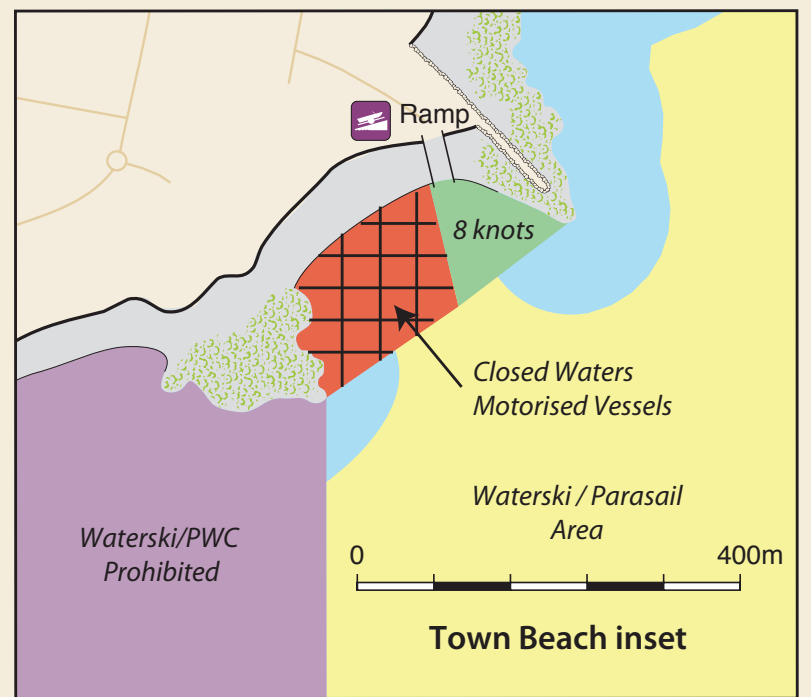 Ramp
8 knots
Closed Waters
Motorised Vessels
Waterski / Parasail
Area
Waterski/PWC
Prohibited
0 400m
Town Beach inset